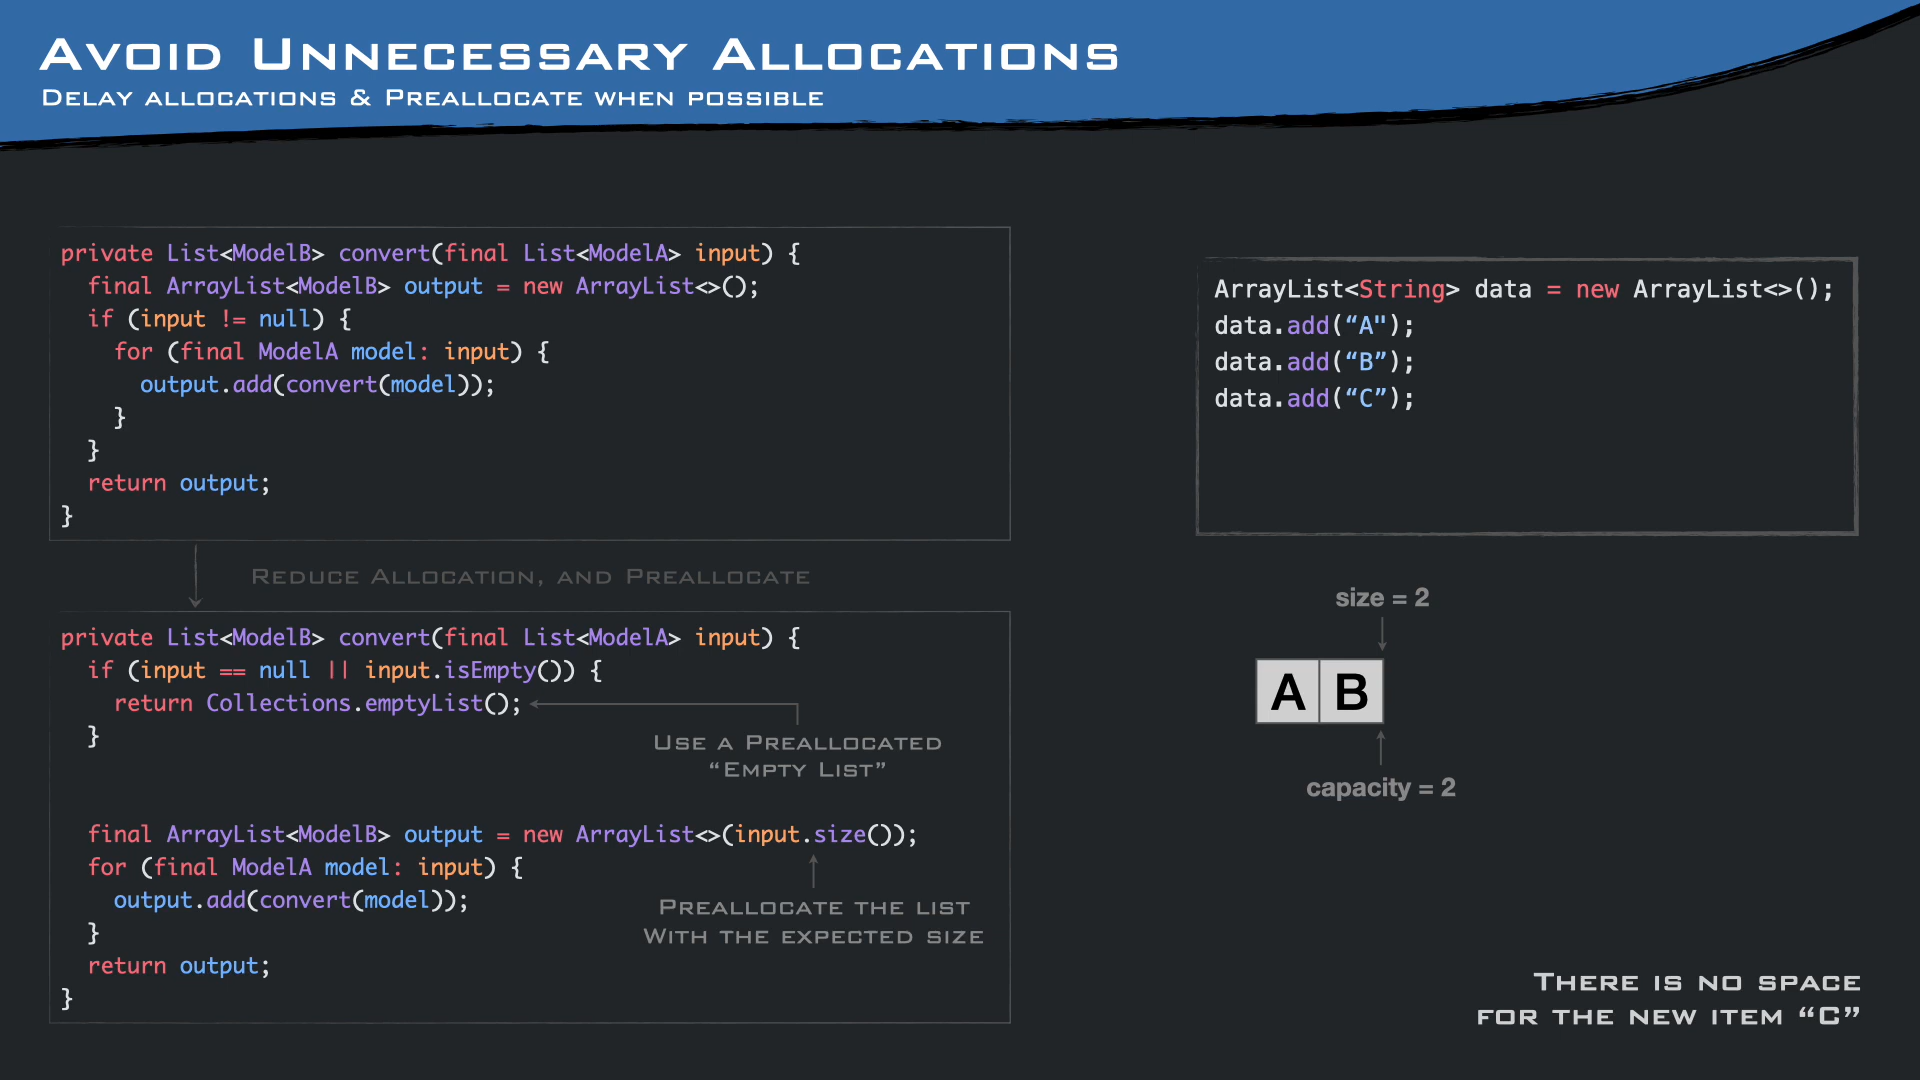 Avoid Unnecessary Allocations
Delay allocations & Preallocate when possible
private List<ModelB> convert(final List<ModelA> input) {
  final ArrayList<ModelB> output = new ArrayList<>();
  if (input != null) {
    for (final ModelA model: input) {
      output.add(convert(model));
    }
  }
  return output;
}
Reduce Allocation, and Preallocate
private List<ModelB> convert(final List<ModelA> input) {
  if (input == null || input.isEmpty()) {
    return Collections.emptyList();
  }
Use a Preallocated
“Empty List”
  final ArrayList<ModelB> output = new ArrayList<>(input.size());
  for (final ModelA model: input) {
    output.add(convert(model));
  }
  return output;
}
Preallocate the list
With the expected size
ArrayList<String> data = new ArrayList<>();
data.add(“A");
data.add(“B”);
data.add(“C”);
size = 2
A B
capacity = 2
There is no space
for the new item “C”